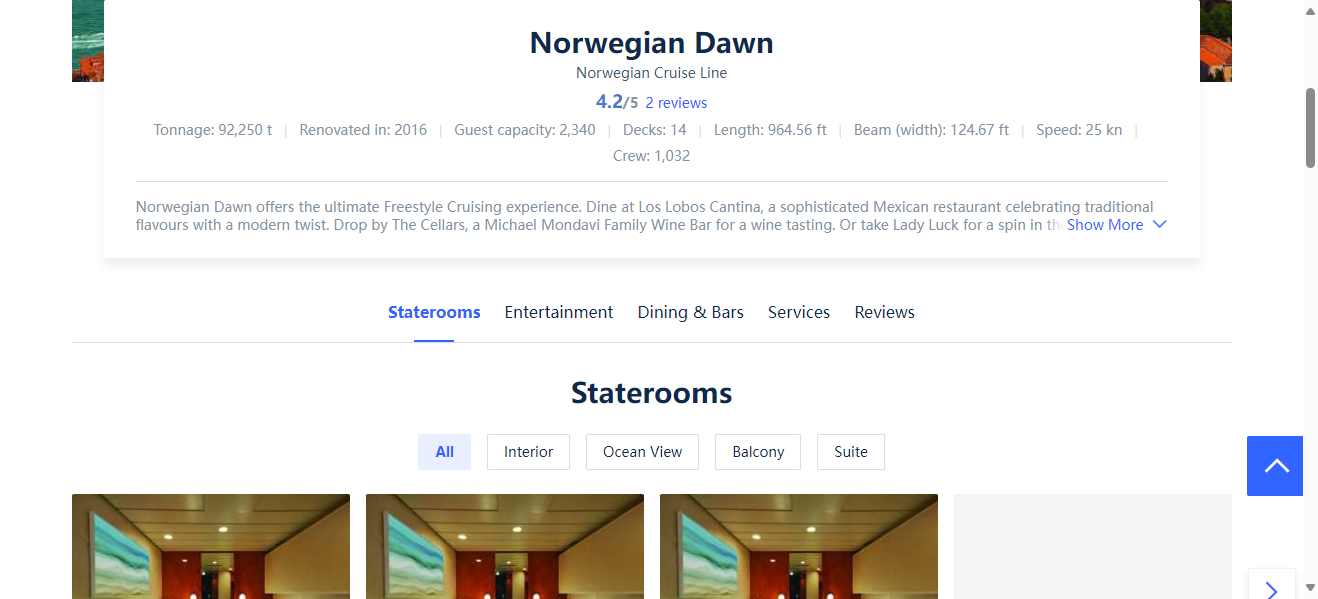 Norwegian Dawn
Norwegian Cruise Line
4.2/5 2 reviews
Tonnage: 92,250 t | Renovated in: 2016 | Guest capacity: 2,340 | Decks: 14 | Length: 964.56 ft | Beam (width): 124.67 ft | Speed: 25 kn |
Crew: 1,032
Norwegian Dawn offers the ultimate Freestyle Cruising experience. Dine at Los Lobos Cantina, a sophisticated Mexican restaurant celebrating traditional
flavours with a modern twist. Drop by The Cellars, a Michael Mondavi Family Wine Bar for a wine tasting. Or take Lady Luck for a spin in th Show More
Staterooms Entertainment Dining & Bars Services Reviews
Staterooms
All Interior Ocean View Balcony Suite